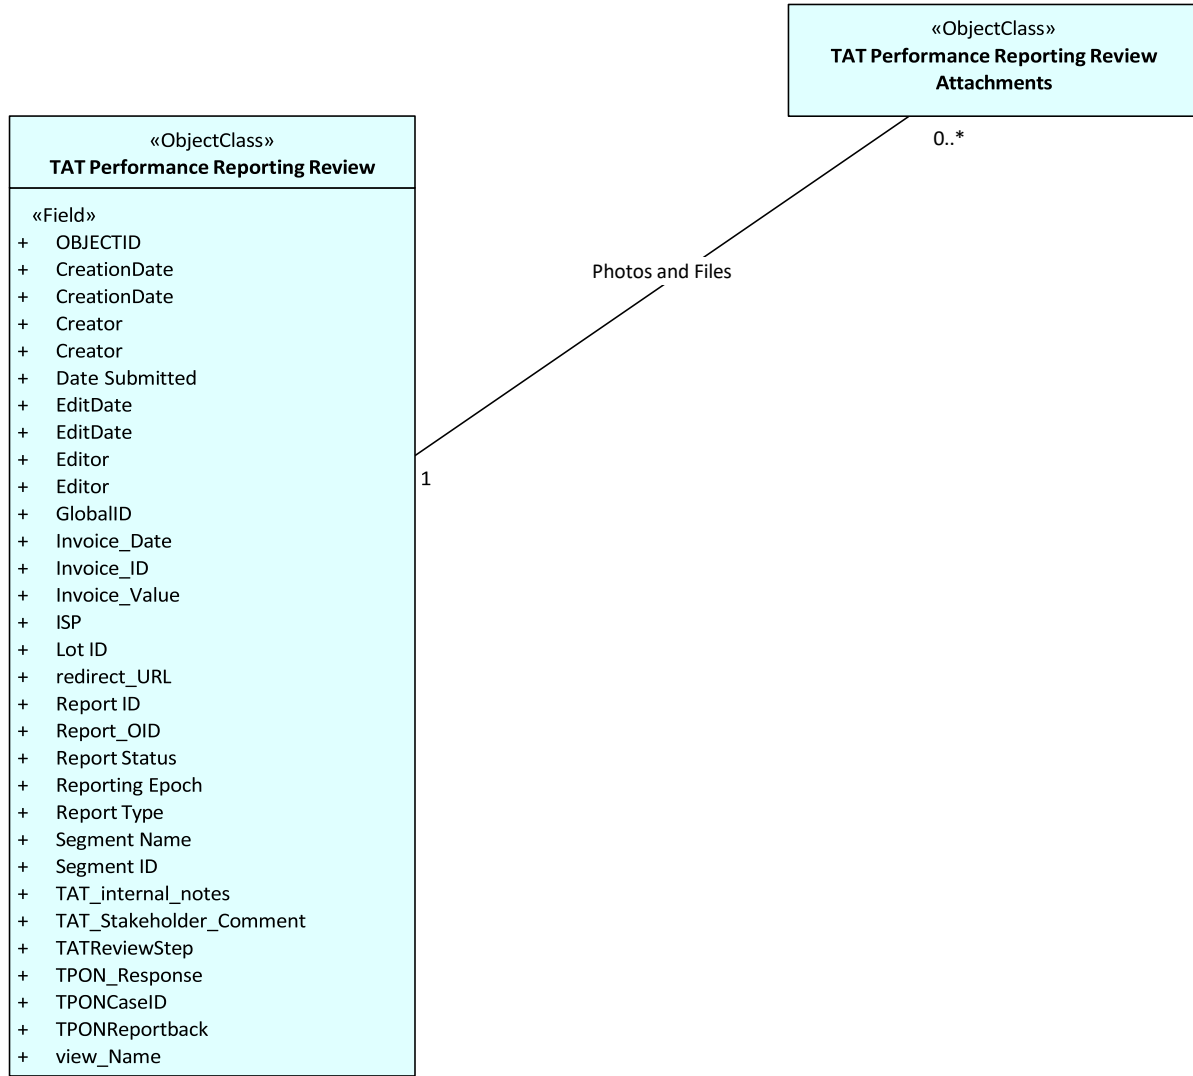 «ObjectClass»
TAT Performance Reporting Review
Attachments
0..*
«ObjectClass»
TAT Performance Reporting Review
«Field»
+ OBJECTID
+ CreationDate
+ CreationDate
+ Creator
+ Creator
+ Date Submitted
+ EditDate
+ EditDate
+ Editor
+ Editor
+ GlobalID
+ Invoice_Date
+ Invoice_ID
+ Invoice_Value
+ ISP
+ Lot ID
+ redirect_URL
+ Report ID
+ Report_OID
+ Report Status
+ Reporting Epoch
+ Report Type
+ Segment Name
+ Segment ID
+ TAT_internal_notes
+ TAT_Stakeholder_Comment
+ TATReviewStep
+ TPON_Response
+ TPONCaseID
+ TPONReportback
+ view_Name
Photos and Files
1